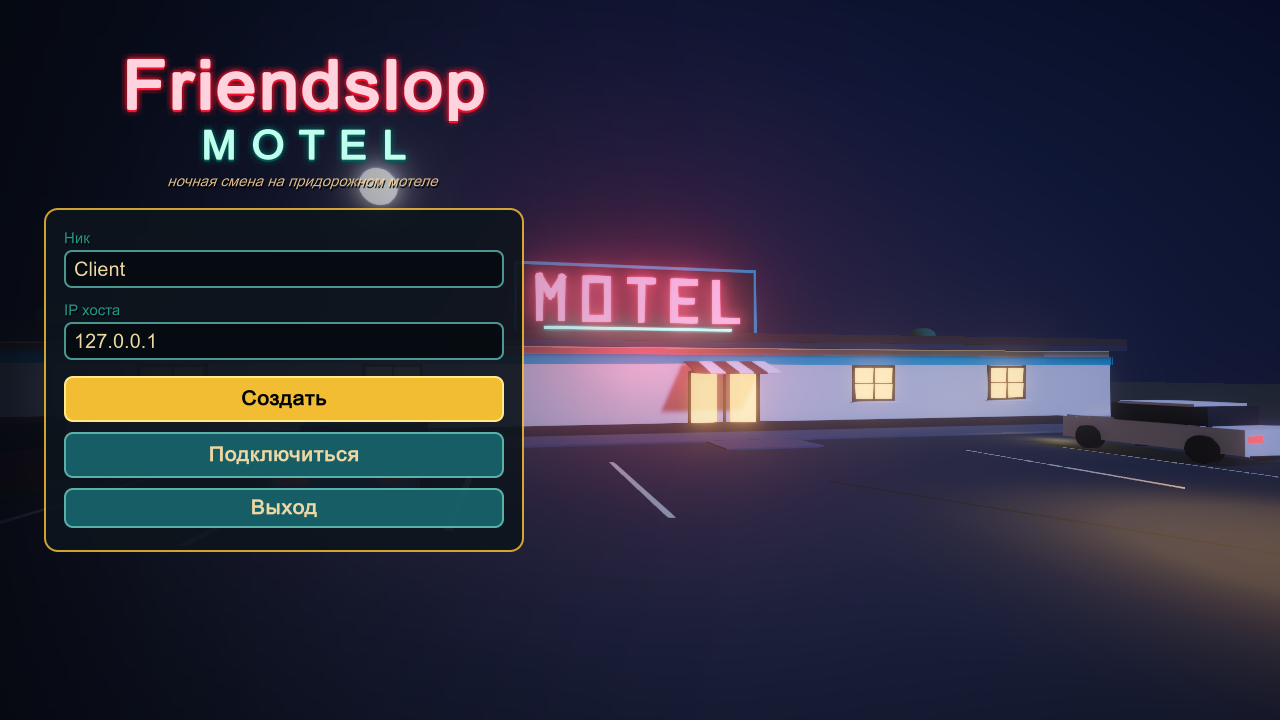 Friendslop
MOTEL
ночная смена на придорожном мотеле
Ник
Client
IP хоста
127.0.0.1
Создать
Подключиться
Выход
MOTEL